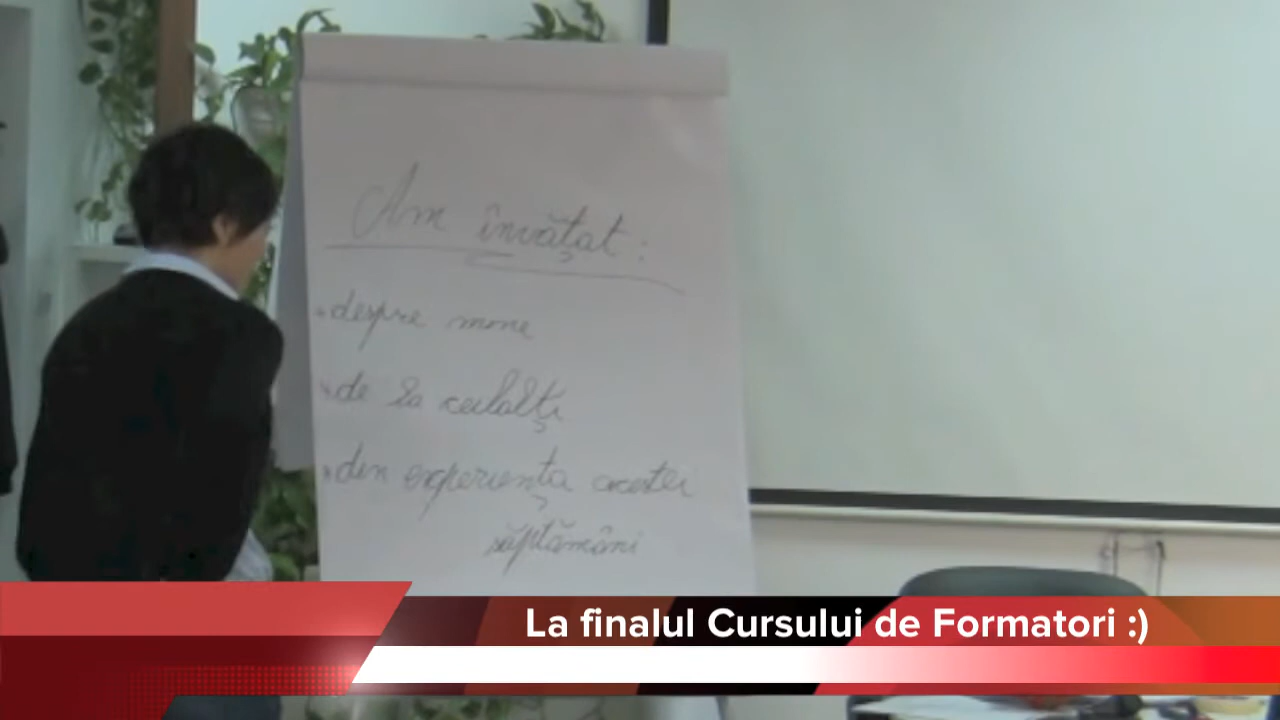 Am învățat:
despre mine
de la ceilalți
din experiența acestei
săptămâni
La finalul Cursului de Formatori :)